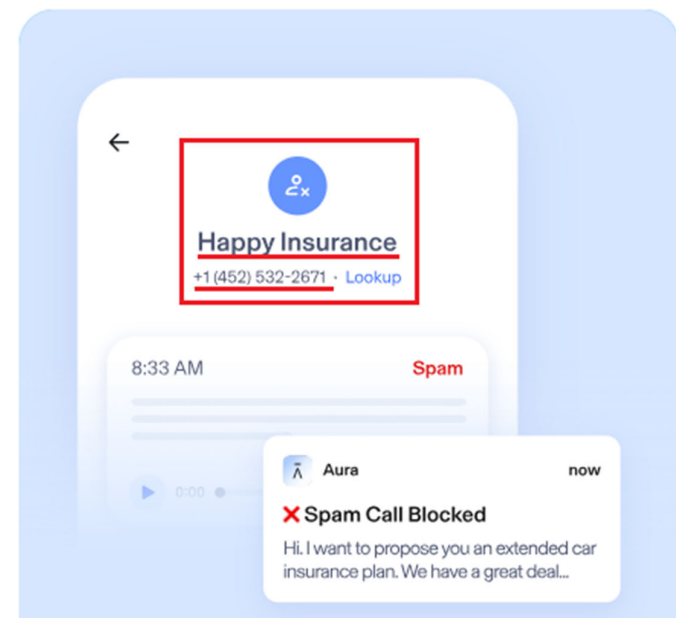 Happy Insurance
+1 (452) 532-2671 · Lookup
8:33 AM Spam
0:00
Aura now
❌ Spam Call Blocked
Hi. I want to propose you an extended car
insurance plan. We have a great deal...